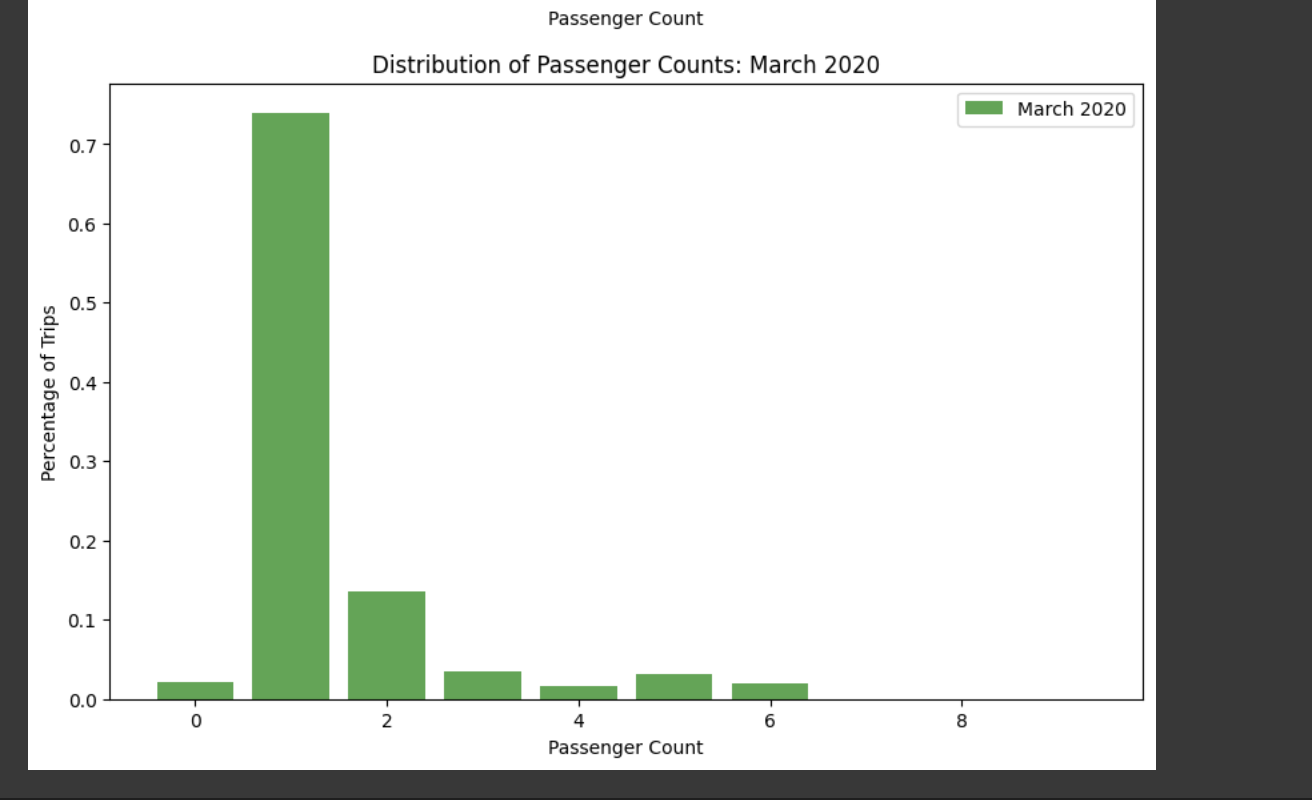 Passenger Count
Distribution of Passenger Counts: March 2020
March 2020
Percentage of Trips
0.7
0.6
0.5
0.4
0.3
0.2
0.1
0.0
0 2 4 6 8
Passenger Count